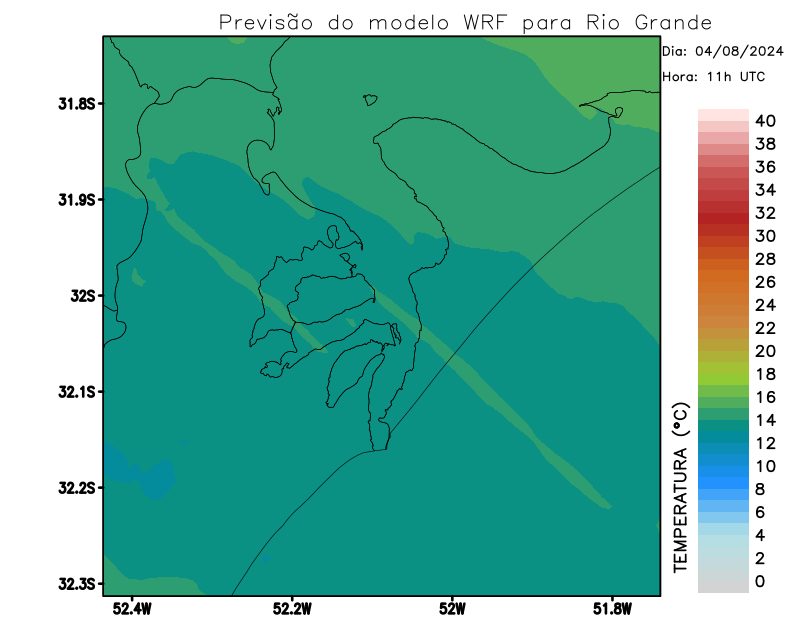 Previsão do modelo WRF para Rio Grande
Dia: 04/08/2024
Hora: 11h UTC
31.8S
31.9S
32S
32.1S
32.2S
32.3S
52.4W
52.2W
52W
51.8W
TEMPERATURA (°C)
40
38
36
34
32
30
28
26
24
22
20
18
16
14
12
10
8
6
4
2
0